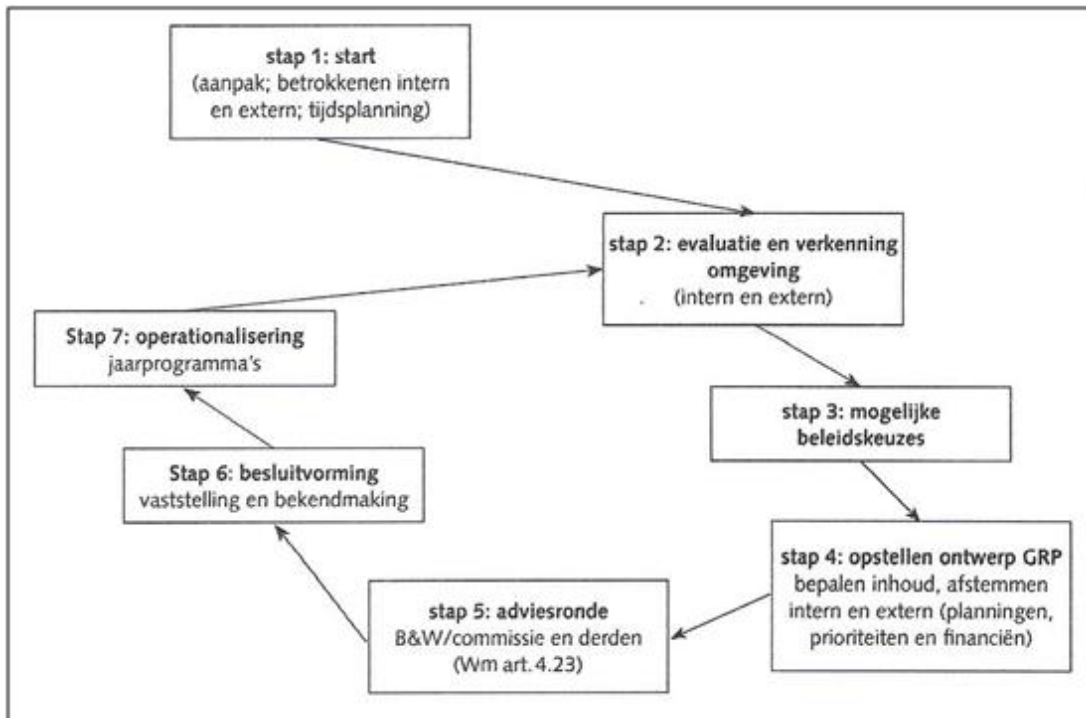 stap 1: start
(aanpak; betrokkenen intern
en extern; tijdsplanning)
stap 2: evaluatie en verkenning
omgeving
(intern en extern)
Stap 7: operationalisering
jaarprogramma's
stap 3: mogelijke
beleidskeuzes
Stap 6: besluitvorming
vaststelling en bekendmaking
stap 4: opstellen ontwerp GRP
bepalen inhoud, afstemmen
intern en extern (planningen,
prioriteiten en financiën)
stap 5: adviesronde
B&W/commissie en derden
(Wm art. 4.23)